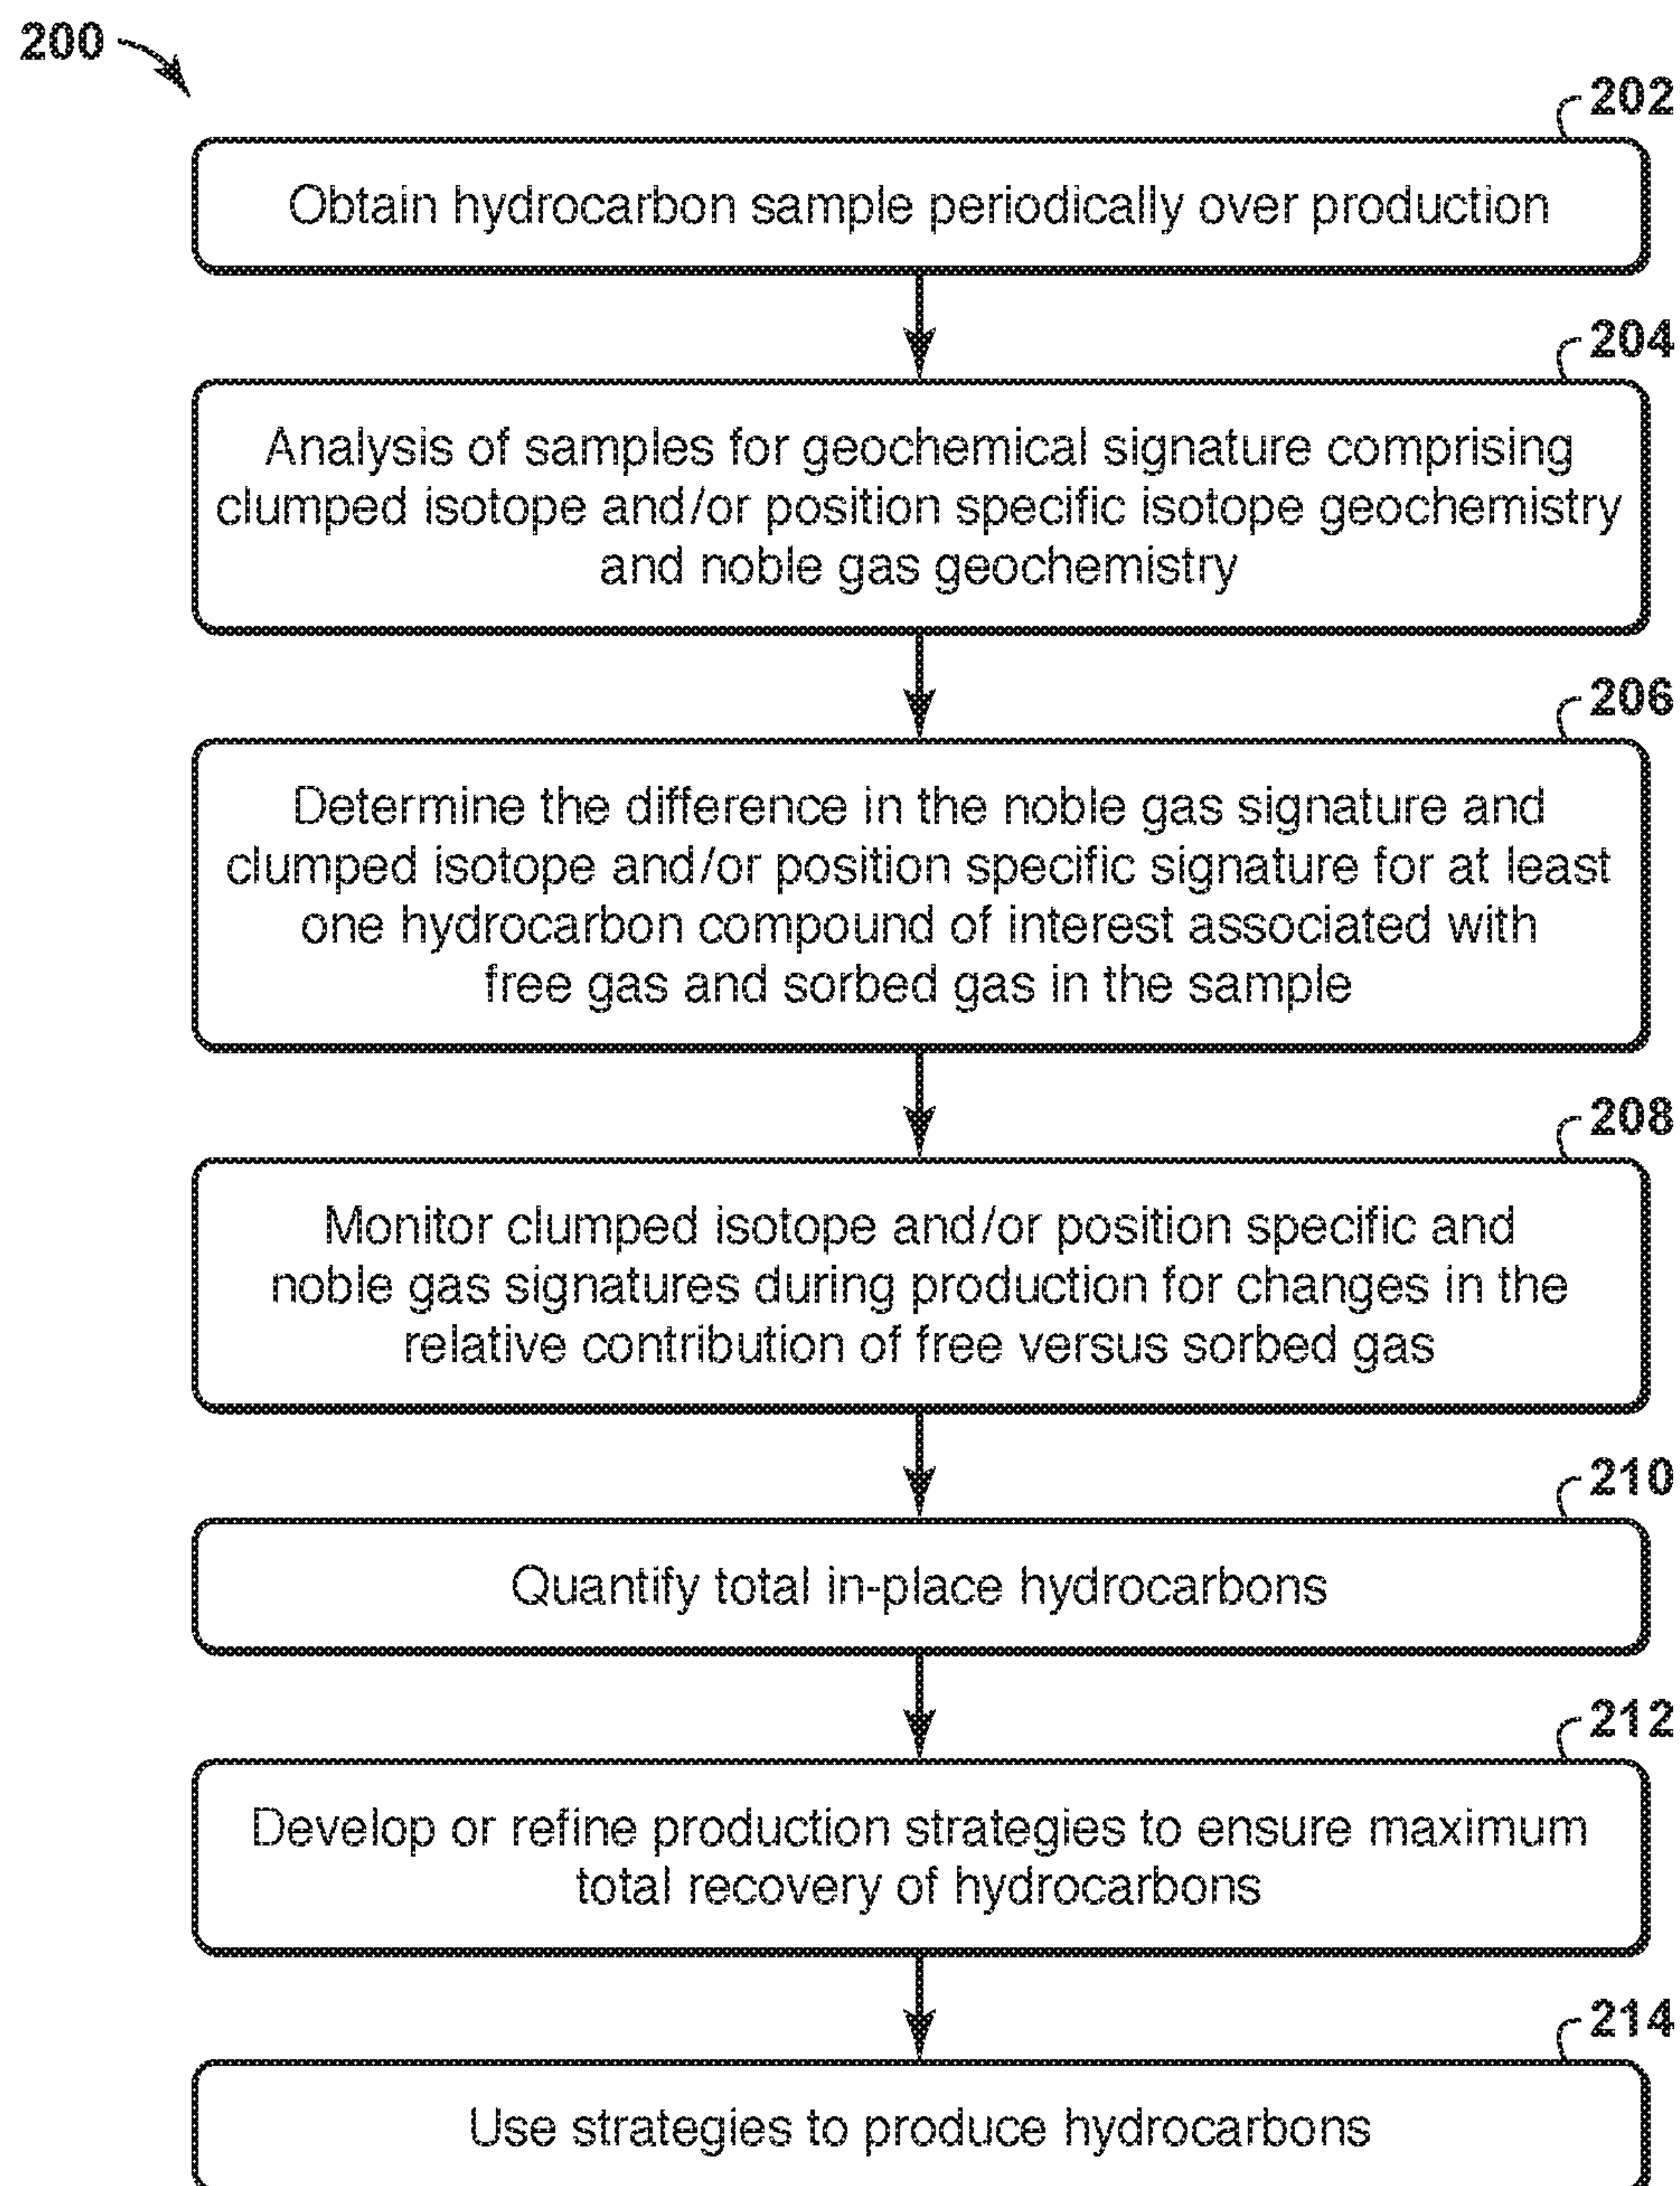 200
202
Obtain hydrocarbon sample periodically over production
204
Analysis of samples for geochemical signature comprising
clumped isotope and/or position specific isotope geochemistry
and noble gas geochemistry
206
Determine the difference in the noble gas signature and
clumped isotope and/or position specific signature for at least
one hydrocarbon compound of interest associated with
free gas and sorbed gas in the sample
208
Monitor clumped isotope and/or position specific and
noble gas signatures during production for changes in the
relative contribution of free versus sorbed gas
210
Quantify total in-place hydrocarbons
212
Develop or refine production strategies to ensure maximum
total recovery of hydrocarbons
214
Use strategies to produce hydrocarbons